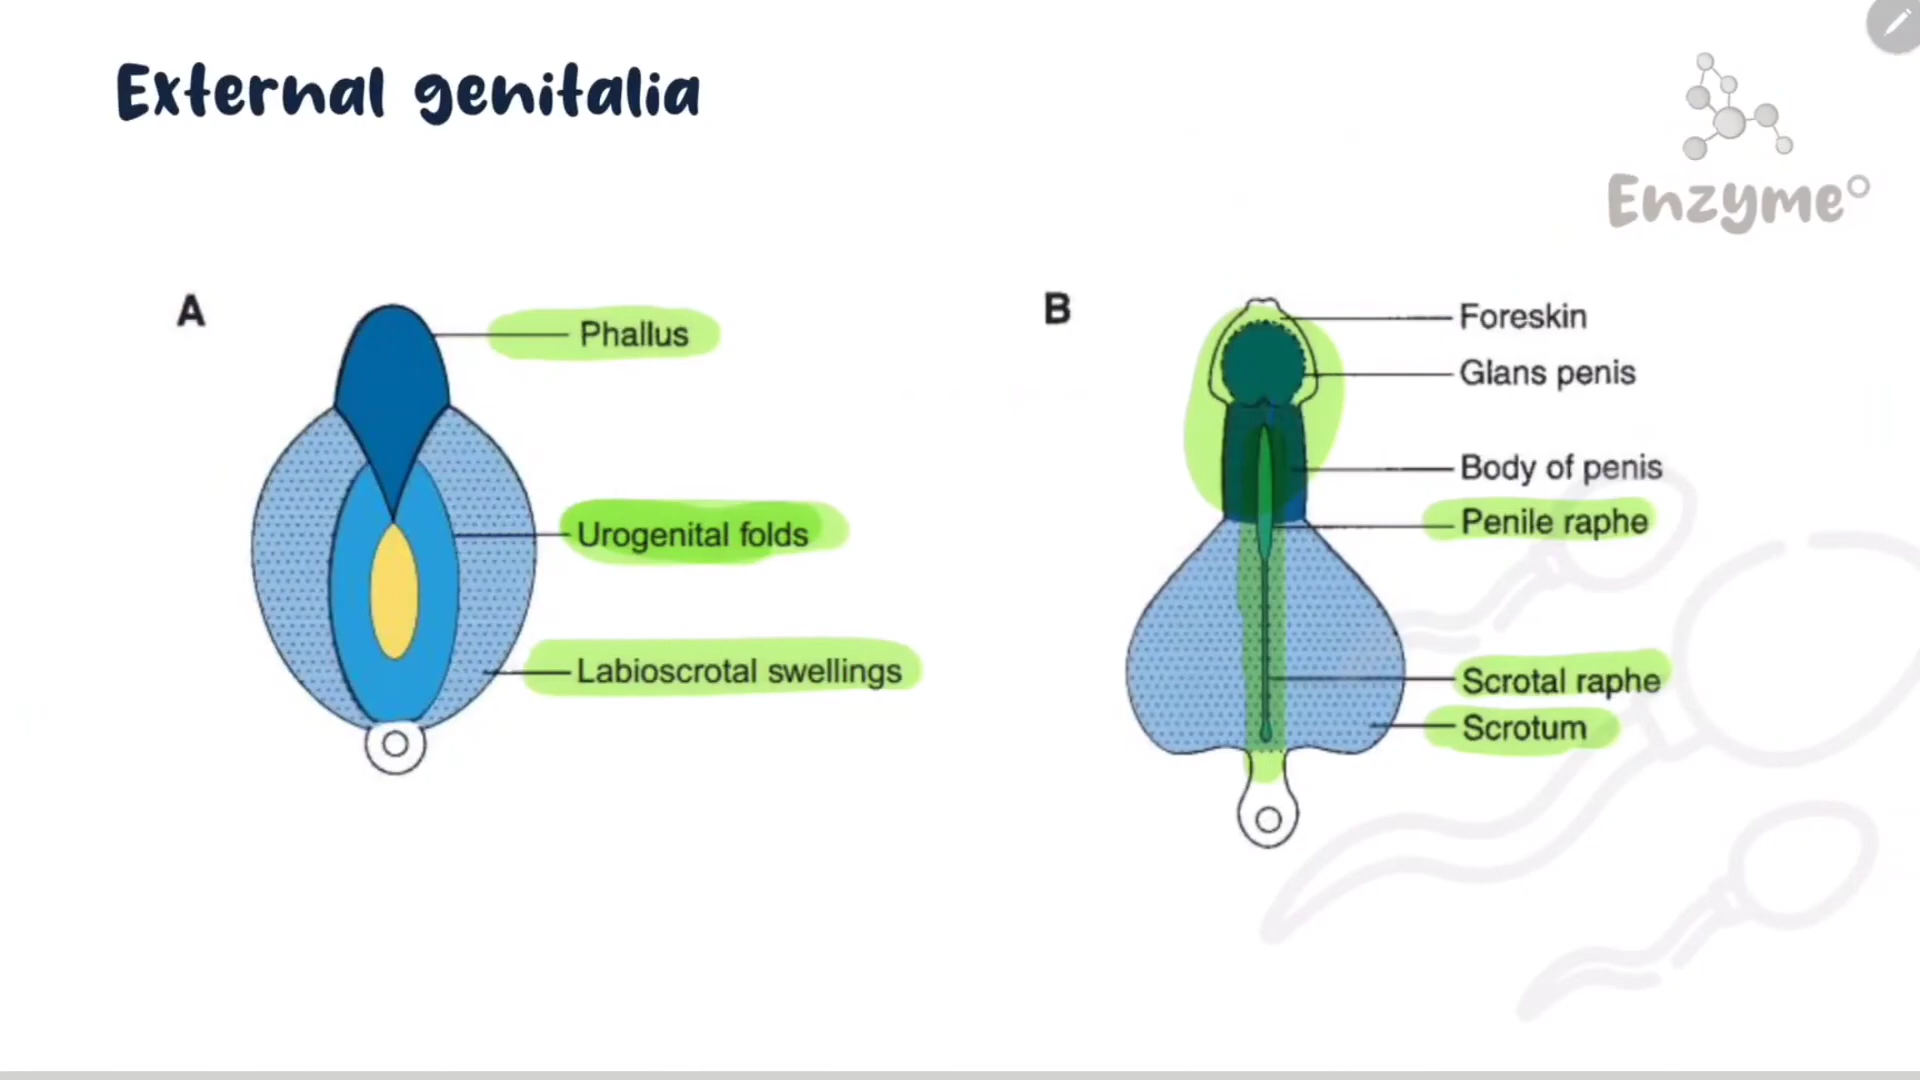 External genitalia
Enzyme
A
Phallus
Urogenital folds
Labioscrotal swellings
B
Foreskin
Glans penis
Body of penis
Penile raphe
Scrotal raphe
Scrotum